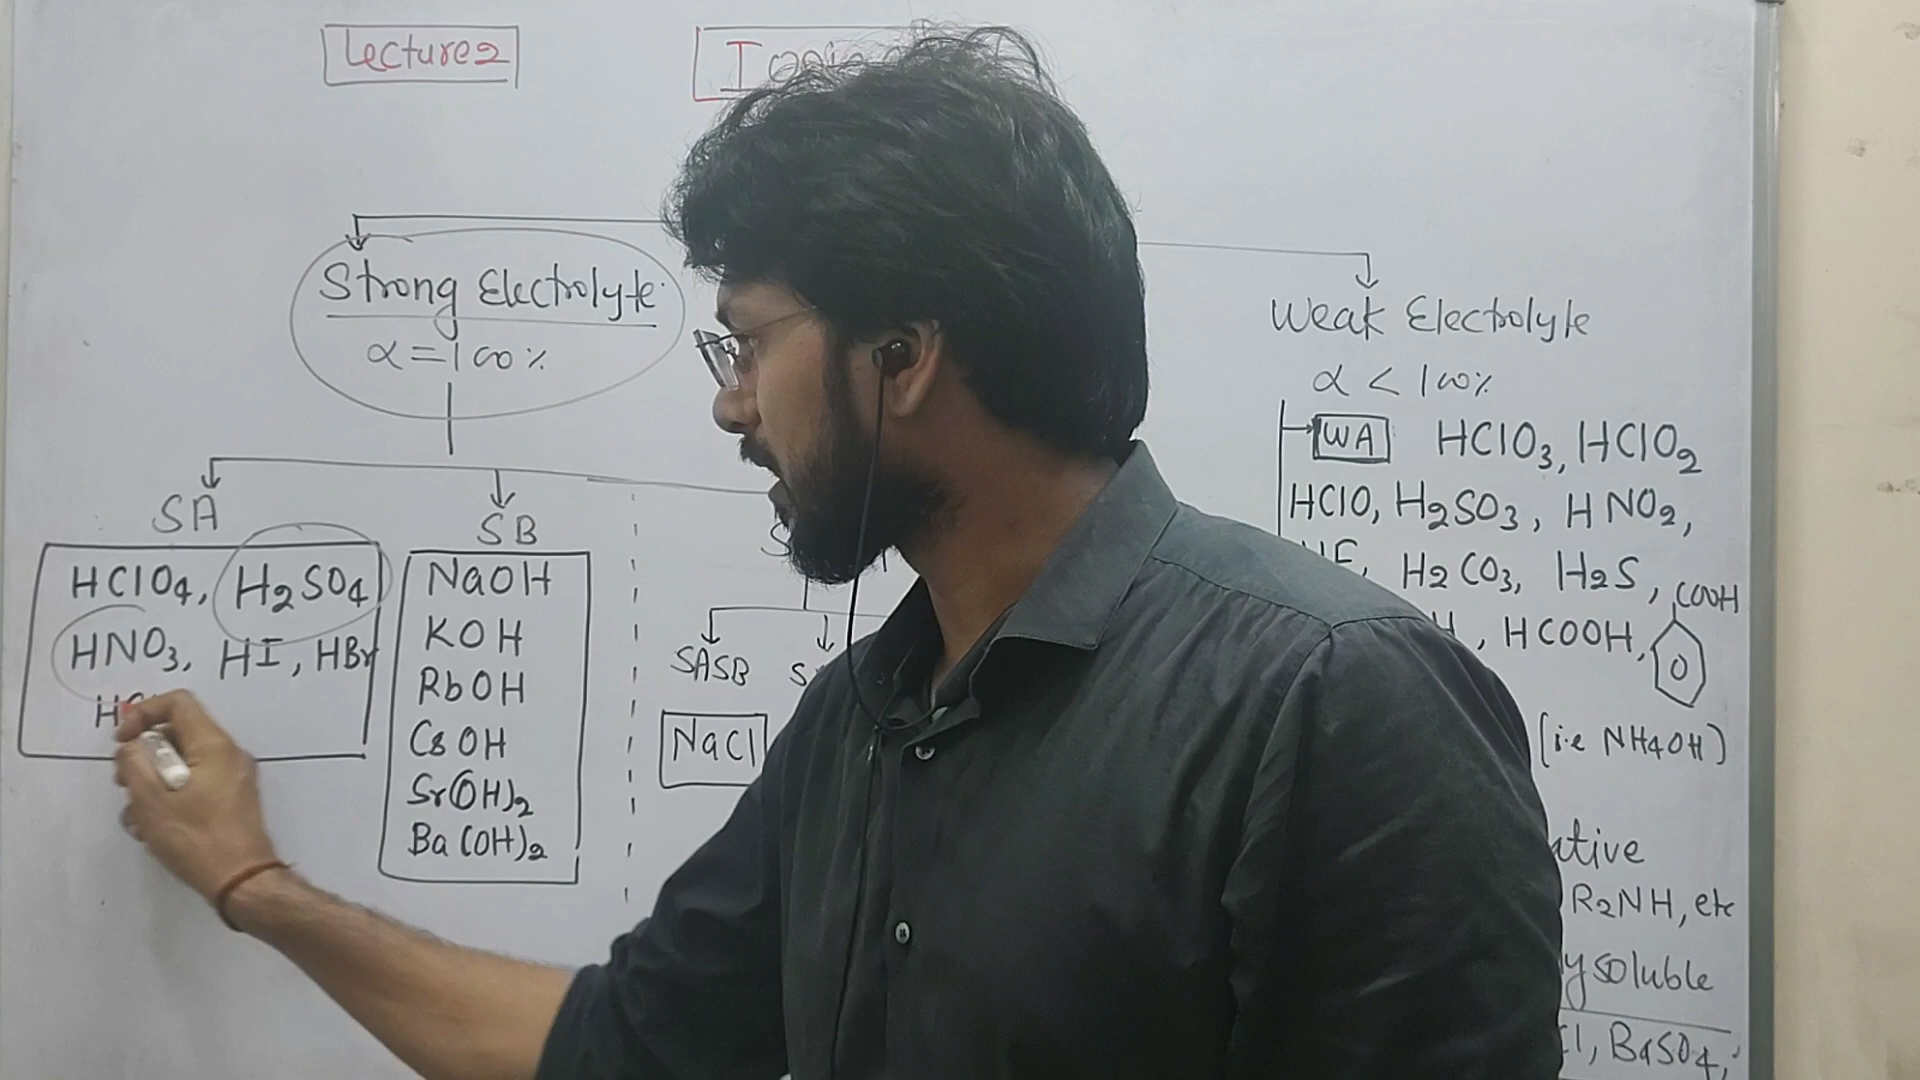 Lecture 2
Strong Electrolyte
α = 100%
SA
HClO4, H2SO4
HNO3, HI, HBr
SB
NaOH
KOH
RbOH
CsOH
Sr(OH)2
Ba(OH)2
SASB
NaCl
Weak Electrolyte
α < 100%
WA HClO3, HClO2
HClO, H2SO3, HNO2,
H2CO3, H2S, COOH
, HCOOH,
(i.e NH4OH)
R2NH, etc
soluble
, BaSO4,